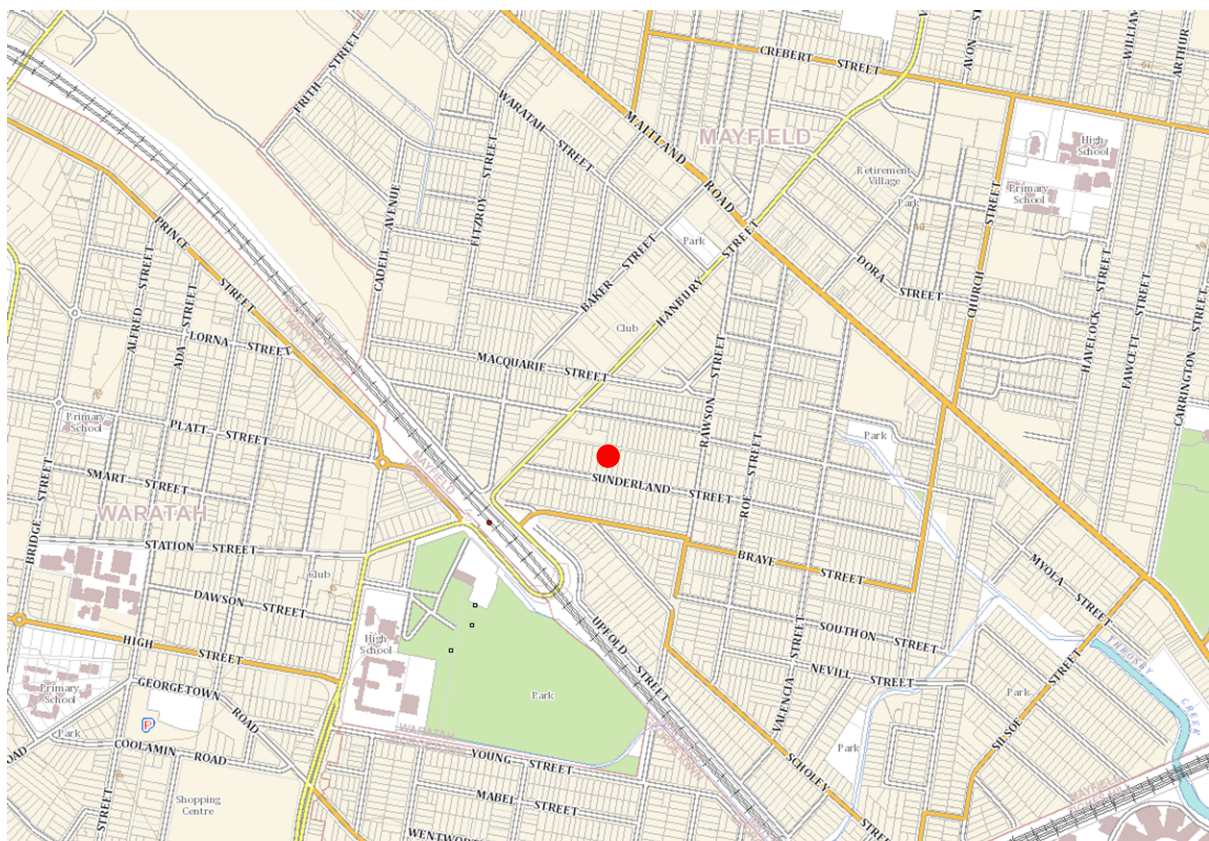 CREBERT STREET
AVON
WILLIAM
ARTHUR
FRITH STREET
WARATAH STREET
MAITLAND ROAD
MAYFIELD
High School
Retirement Village
Primary School
Park
FITZROY STREET
CADELL AVENUE
PRINCE STREET
ALFRED STREET
ADA STREET
LORNA STREET
BAKER STREET
Park
HANBURY STREET
DORA STREET
CHURCH STREET
HAVELOCK STREET
FAWCETT STREET
CARRINGTON STREET
Club
MACQUARIE STREET
RAWSON STREET
ROE STREET
Primary School
PLATT STREET
SMART STREET
MAYFIELD
Park
SUNDERLAND STREET
WARATAH
BRIDGE STREET
STATION STREET
Club
DAWSON STREET
HIGH STREET
High School
BRAYE STREET
MYOLA STREET
UPFOLD STREET
SOUTHON STREET
NEVILL STREET
VALENCIA STREET
THROSBY CREEK
Park
SILSOE STREET
Primary School
GEORGETOWN ROAD
P
Park
ROAD
COOLAMIN ROAD
Park
WARATAH
YOUNG STREET
Park
SCHOLEY STREET
MABEL STREET
Shopping Centre
STREET
WENTWORTH
MAYFIELD